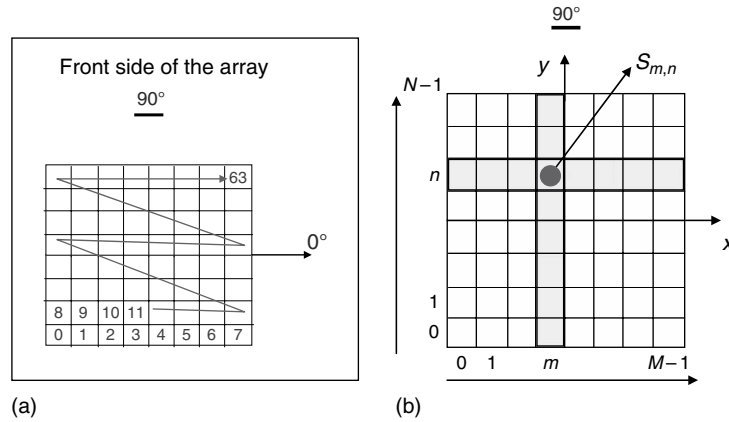 Front side of the array
90°
63
0°
8 9 10 11
0 1 2 3 4 5 6 7
(a)
90°
y
S_{m,n}
N−1
n
x
1
0
0 1 m M−1
(b)